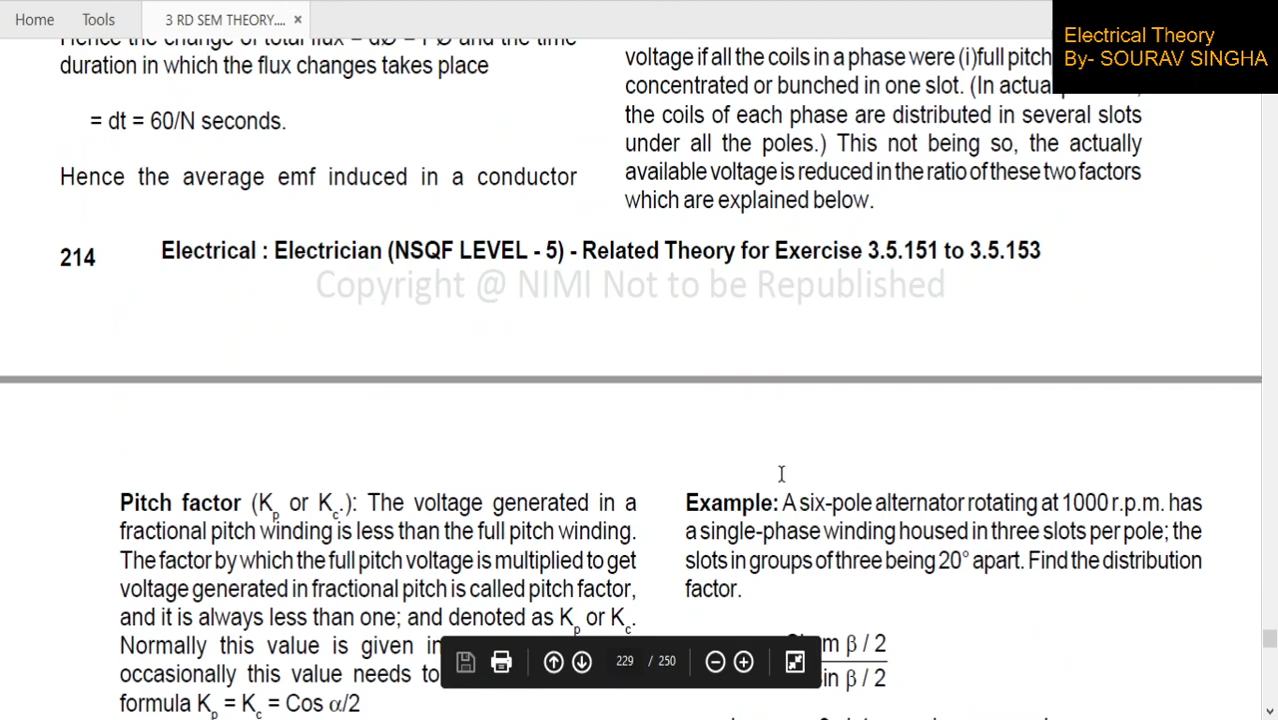 Home
Tools
3 RD SEM THEORY.... ×
Electrical Theory
By- SOURAV SINGHA
Hence the change of total flux = dØ = PØ and the time
duration in which the flux changes takes place
= dt = 60/N seconds.
Hence the average emf induced in a conductor
voltage if all the coils in a phase were (i)full pitch
concentrated or bunched in one slot. (In actual
the coils of each phase are distributed in several slots
under all the poles.) This not being so, the actually
available voltage is reduced in the ratio of these two factors
which are explained below.
214 Electrical : Electrician (NSQF LEVEL - 5) - Related Theory for Exercise 3.5.151 to 3.5.153
Copyright @ NIMI Not to be Republished
Pitch factor (Kp or Kc.): The voltage generated in a
fractional pitch winding is less than the full pitch winding.
The factor by which the full pitch voltage is multiplied to get
voltage generated in fractional pitch is called pitch factor,
and it is always less than one; and denoted as Kp or Kc.
Normally this value is given in
occasionally this value needs to
formula Kp = Kc = Cos α/2
Example: A six-pole alternator rotating at 1000 r.p.m. has
a single-phase winding housed in three slots per pole; the
slots in groups of three being 20° apart. Find the distribution
factor.
m β / 2
in β / 2
229 / 250